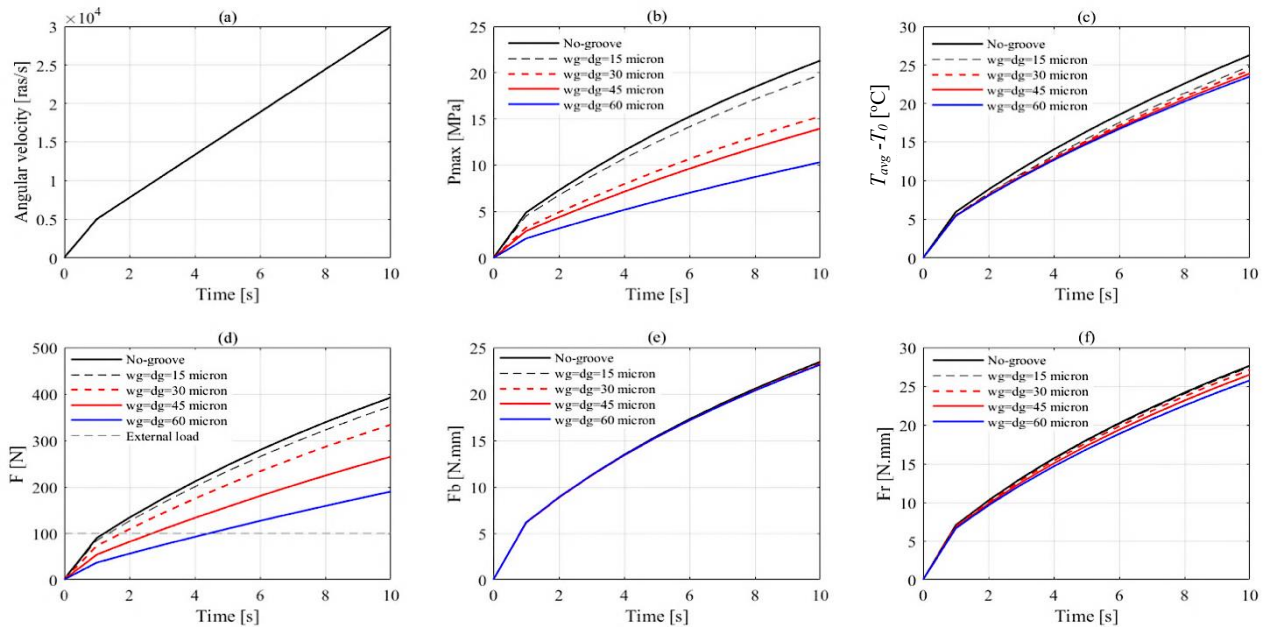 (a)
×10⁴
3
2.5
2
1.5
1
0.5
0
0 2 4 6 8 10
Angular velocity [ras/s]
Time [s]
(b)
25
20
15
10
5
0
0 2 4 6 8 10
Pmax [MPa]
Time [s]
No-groove
wg=dg=15 micron
wg=dg=30 micron
wg=dg=45 micron
wg=dg=60 micron
(c)
30
25
20
15
10
5
0
0 2 4 6 8 10
Tavg -T0 [°C]
Time [s]
No-groove
wg=dg=15 micron
wg=dg=30 micron
wg=dg=45 micron
wg=dg=60 micron
(d)
500
400
300
200
100
0
0 2 4 6 8 10
F [N]
Time [s]
No-groove
wg=dg=15 micron
wg=dg=30 micron
wg=dg=45 micron
wg=dg=60 micron
External load
(e)
25
20
15
10
5
0
0 2 4 6 8 10
Fb [N.mm]
Time [s]
No-groove
wg=dg=15 micron
wg=dg=30 micron
wg=dg=45 micron
wg=dg=60 micron
(f)
30
25
20
15
10
5
0
0 2 4 6 8 10
Fr [N.mm]
Time [s]
No-groove
wg=dg=15 micron
wg=dg=30 micron
wg=dg=45 micron
wg=dg=60 micron